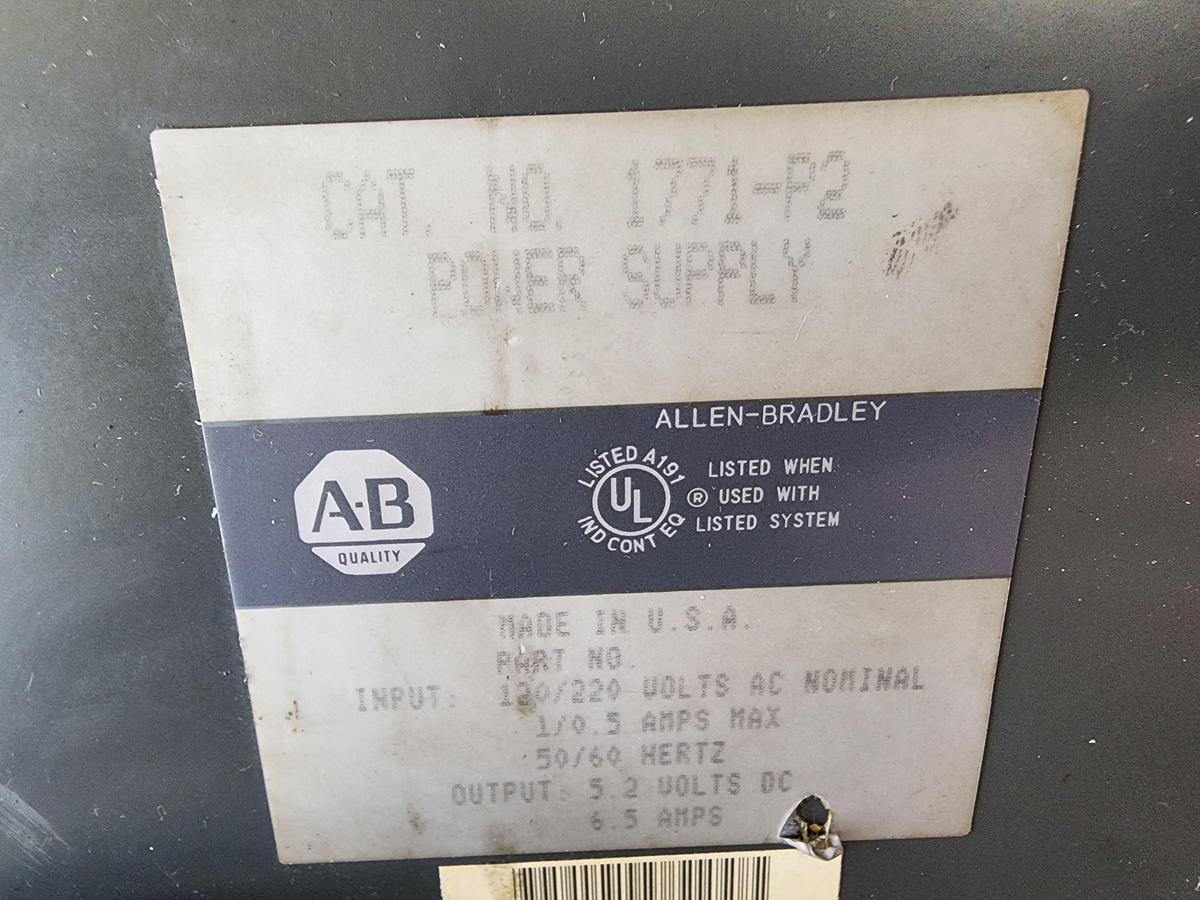 CAT. NO. 1771-P2
POWER SUPPLY
ALLEN-BRADLEY
A-B
QUALITY
LISTED A191
UL
IND CONT EQ
®
LISTED WHEN
USED WITH
LISTED SYSTEM
MADE IN U.S.A.
PART NO.
INPUT: 120/220 VOLTS AC NOMINAL
1/0.5 AMPS MAX
50/60 HERTZ
OUTPUT: 5.2 VOLTS DC
6.5 AMPS